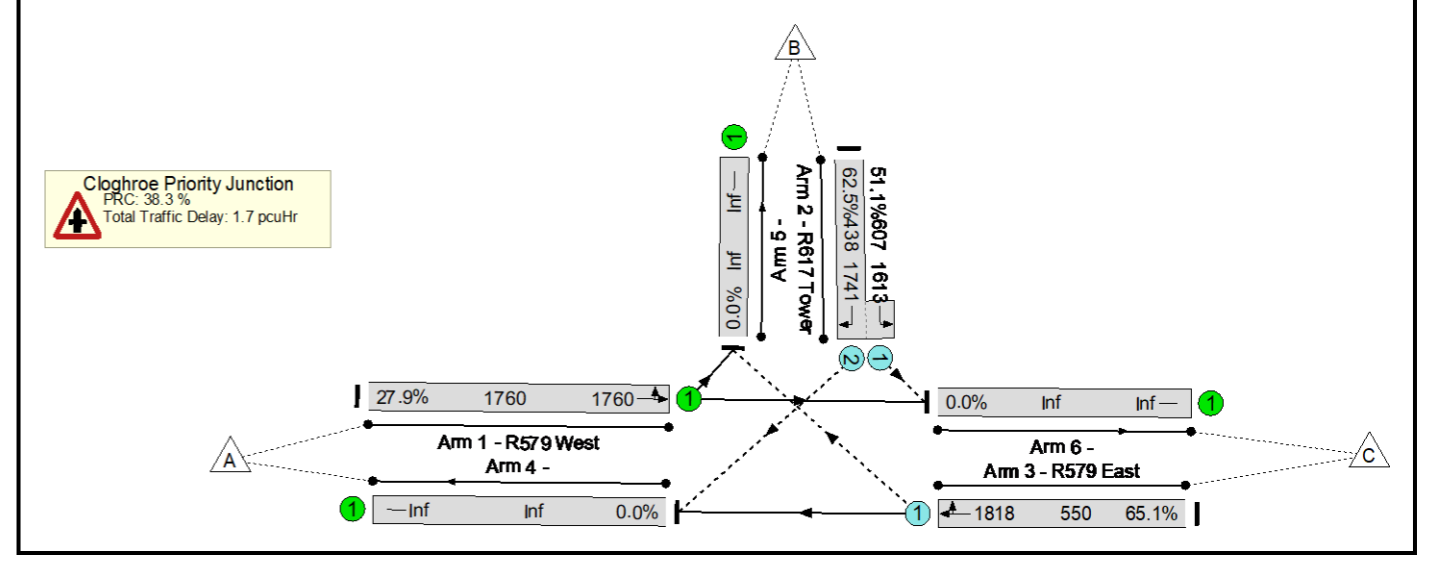 B
Cloghroe Priority Junction
PRC: 38.3 %
Total Traffic Delay: 1.7 pcuHr
1
Inf Inf 0.0%
Arm 5 -
Arm 2 - R617 Tower
62.5%438 1741
51.1%607 1613
2 1
27.9% 1760 1760 1
0.0% Inf Inf 1
Arm 1 - R579 West
Arm 4 -
A
Arm 6 -
Arm 3 - R579 East
C
1 Inf Inf 0.0%
1 1818 550 65.1%